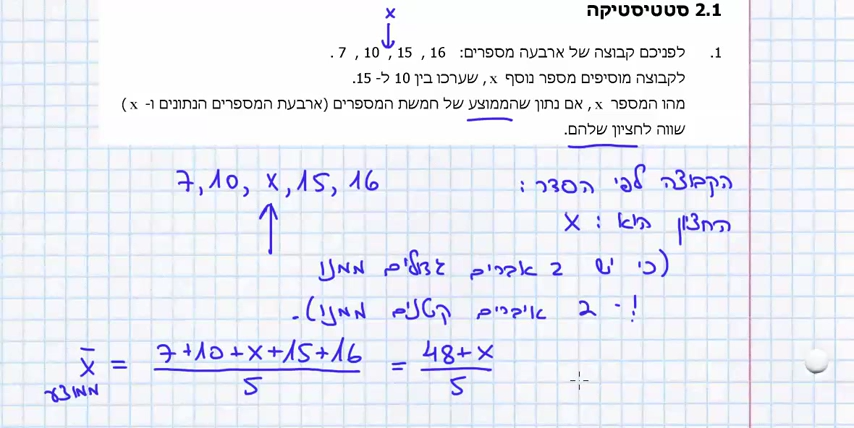 2.1 סטטיסטיקה
x
1. לפניכם קבוצה של ארבעה מספרים: 16 , 15 , 10 , 7 .
לקבוצה מוסיפים מספר נוסף x, שערכו בין 10 ל- 15.
מהו המספר x, אם נתון שהממוצע של חמשת המספרים (ארבעת המספרים הנתונים ו- x)
שווה לחציון שלהם.
הקבוצה לפי הסדר: 7, 10, x, 15, 16
החציון הוא: x
(כי יש 2 אברים גדולים ממנו
ו- 2 איברים קטנים ממנו).
x̄ = (7+10+x+15+16)/5 = (48+x)/5
ממוצע